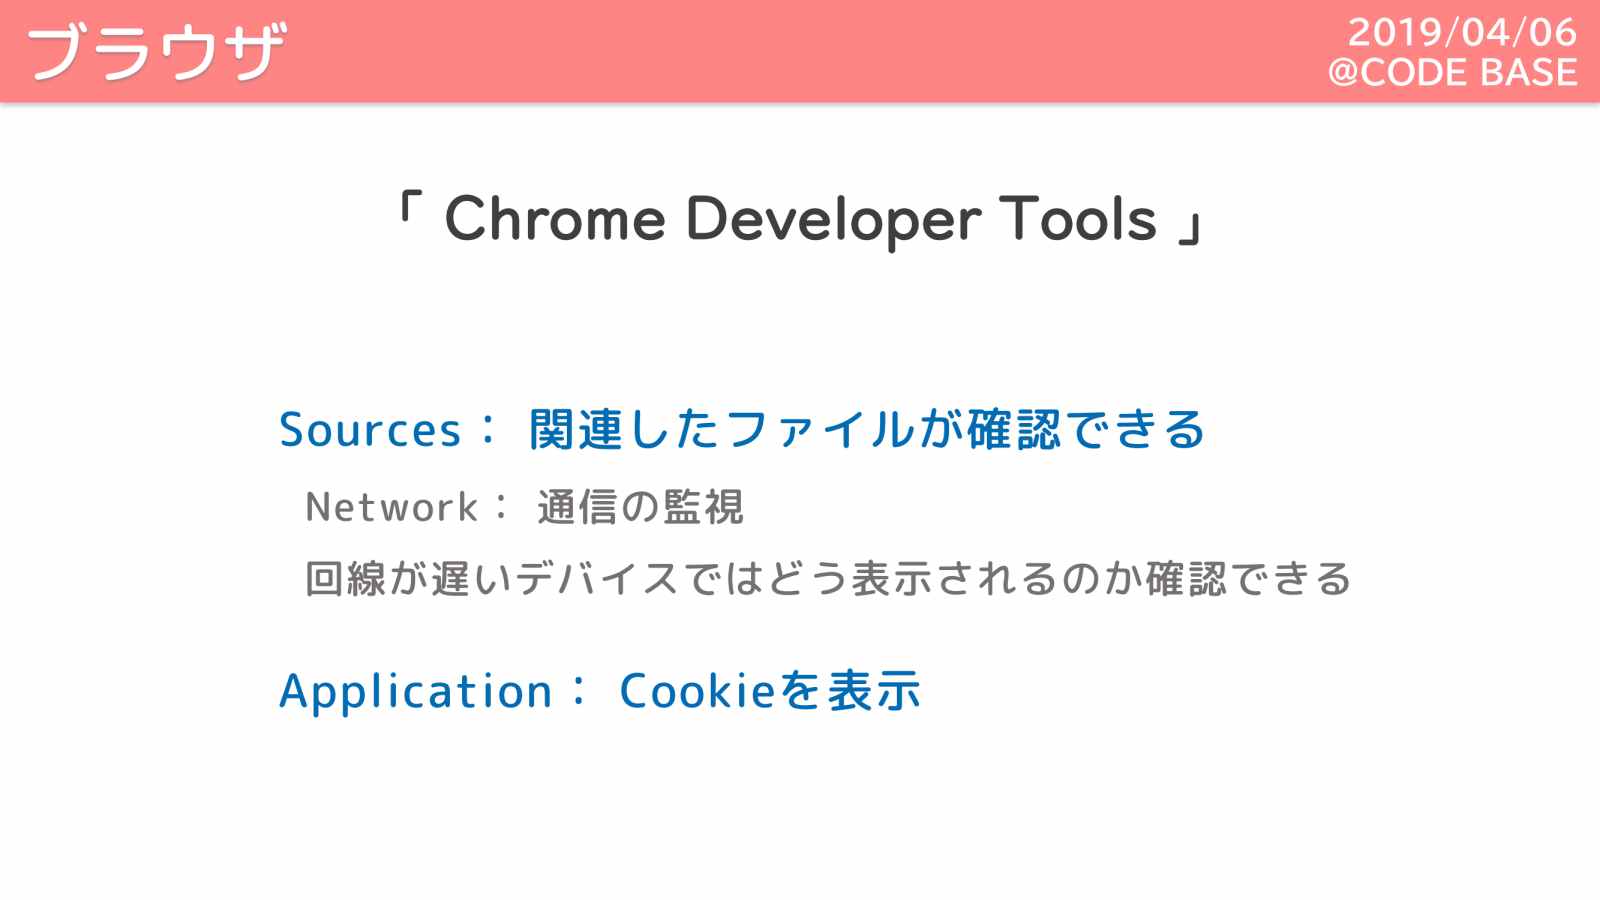 ブラウザ
2019/04/06
@CODE BASE
「 Chrome Developer Tools 」
Sources： 関連したファイルが確認できる
Network： 通信の監視
回線が遅いデバイスではどう表示されるのか確認できる
Application： Cookieを表示